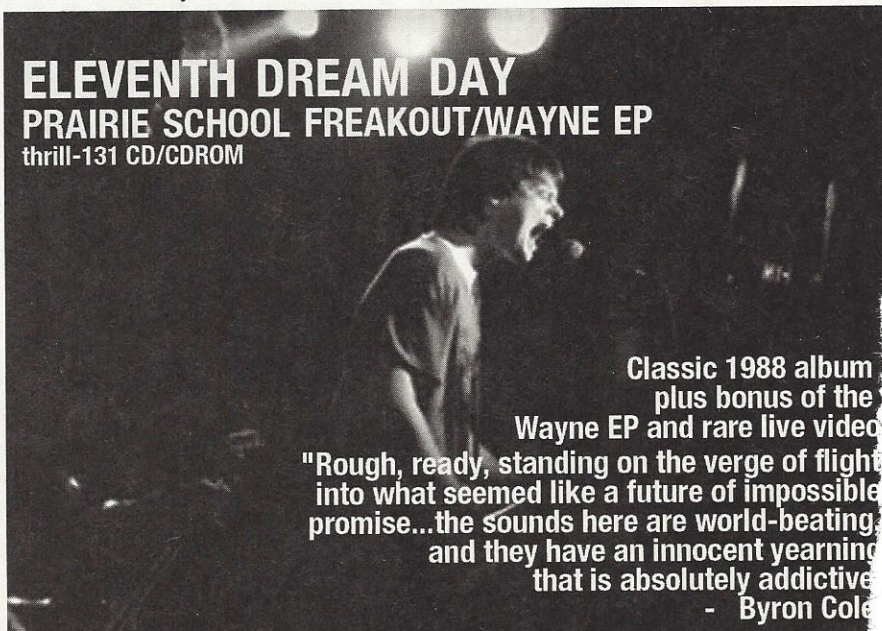 ELEVENTH DREAM DAY
PRAIRIE SCHOOL FREAKOUT/WAYNE EP
thrill-131 CD/CDROM
Classic 1988 album
plus bonus of the
Wayne EP and rare live video
"Rough, ready, standing on the verge of flight
into what seemed like a future of impossible
promise...the sounds here are world-beating,
and they have an innocent yearning
that is absolutely addictive
- Byron Cole